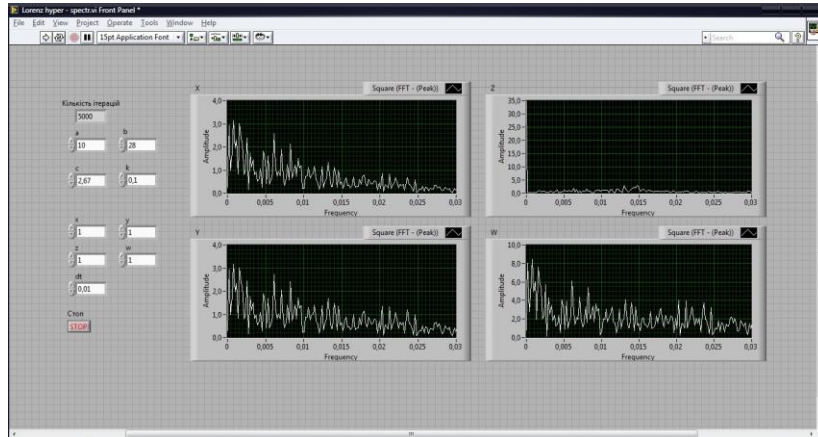 Lorenz hyper - spectr.vi Front Panel *
File Edit View Project Operate Tools Window Help
15pt Application Font
Search
Кількість ітерацій
5000
a b
10 28
c k
2,67 0,1
x y
1 1
z w
1 1
dt
0,01
Стоп
STOP
X Square (FFT - (Peak))
Amplitude
4,0
3,0
2,0
1,0
0,0
0 0,005 0,01 0,015 0,02 0,025 0,03
Frequency
Z Square (FFT - (Peak))
Amplitude
35,0
30,0
25,0
20,0
15,0
10,0
5,0
0,0
0 0,005 0,01 0,015 0,02 0,025 0,03
Frequency
Y Square (FFT - (Peak))
Amplitude
4,0
3,0
2,0
1,0
0,0
0 0,005 0,01 0,015 0,02 0,025 0,03
Frequency
W Square (FFT - (Peak))
Amplitude
10,0
8,0
6,0
4,0
2,0
0,0
0 0,005 0,01 0,015 0,02 0,025 0,03
Frequency